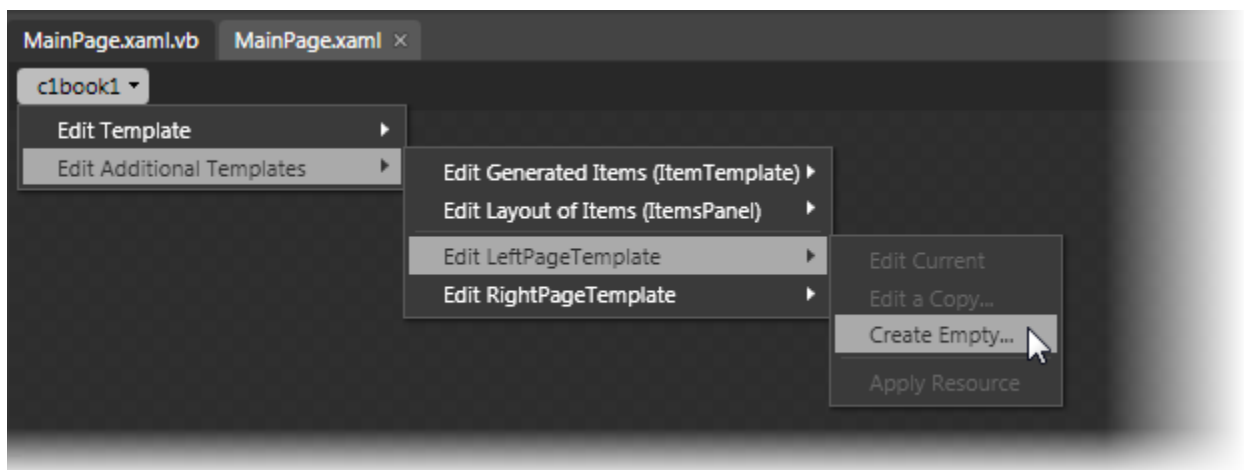 MainPage.xaml.vb MainPage.xaml ×
c1book1
Edit Template
Edit Additional Templates
Edit Generated Items (ItemTemplate)
Edit Layout of Items (ItemsPanel)
Edit LeftPageTemplate
Edit RightPageTemplate
Edit Current
Edit a Copy...
Create Empty...
Apply Resource